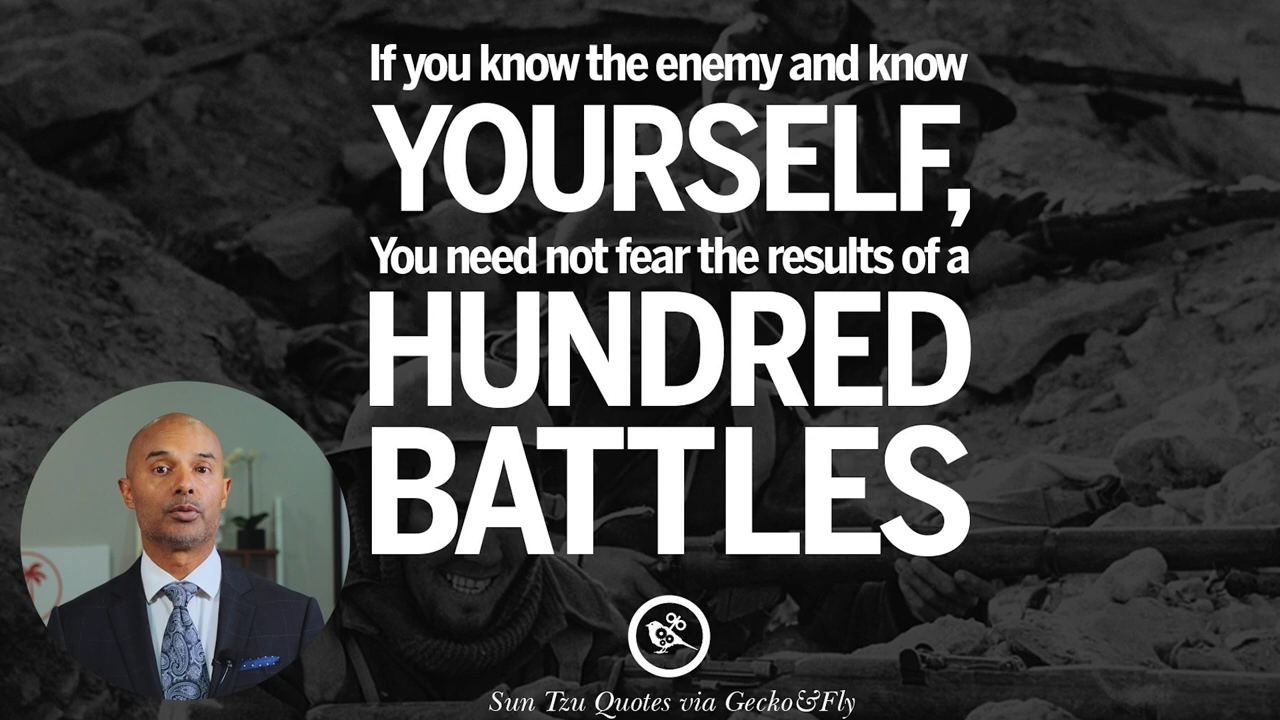 If you know the enemy and know
YOURSELF,
You need not fear the results of a
HUNDRED
BATTLES
Sun Tzu Quotes via Gecko&Fly